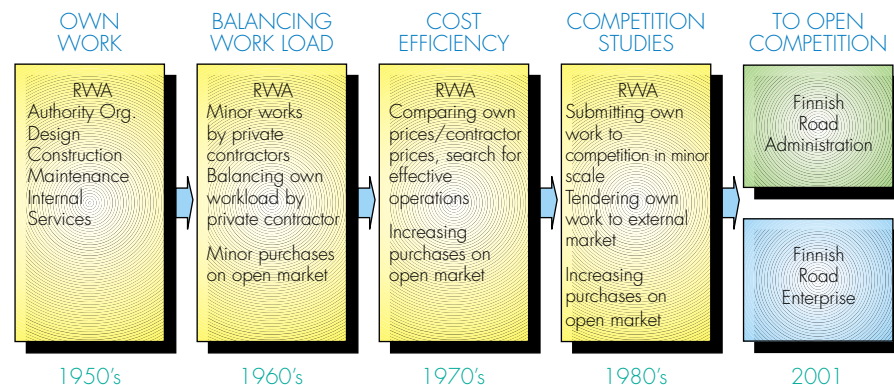 OWN
WORK
BALANCING
WORK LOAD
COST
EFFICIENCY
COMPETITION
STUDIES
TO OPEN
COMPETITION
RWA
Authority Org.
Design
Construction
Maintenance
Internal
Services
RWA
Minor works
by private
contractors
Balancing own
workload by
private contractor
Minor purchases
on open market
RWA
Comparing own
prices/contractor
prices, search for
effective
operations
Increasing
purchases on
open market
RWA
Submitting own
work to
competition in minor
scale
Tendering own
work to external
market
Increasing
purchases on
open market
Finnish
Road
Administration
Finnish
Road
Enterprise
1950's
1960's
1970's
1980's
2001